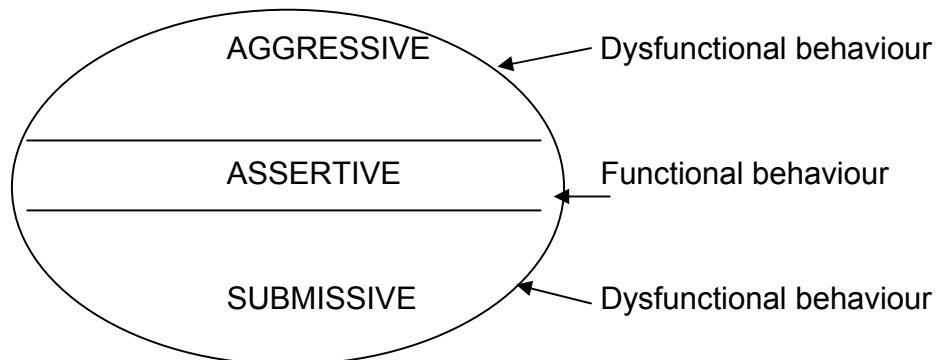 AGGRESSIVE Dysfunctional behaviour
ASSERTIVE Functional behaviour
SUBMISSIVE Dysfunctional behaviour